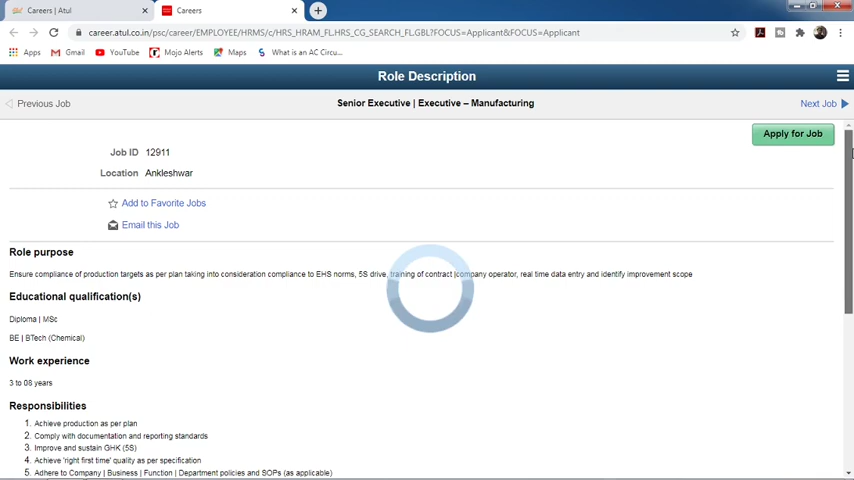 Careers | Atul
Careers
career.atul.co.in/psc/career/EMPLOYEE/HRMS/c/HRS_HRAM_FL.HRS_CG_SEARCH_FL.GBL?FOCUS=Applicant&FOCUS=Applicant
Apps Gmail YouTube Mojo Alerts Maps What is an AC Circu...
Role Description
Previous Job Senior Executive | Executive – Manufacturing Next Job
Apply for Job
Job ID 12911
Location Ankleshwar
Add to Favorite Jobs
Email this Job
Role purpose
Ensure compliance of production targets as per plan taking into consideration compliance to EHS norms, 5S drive, training of contract |company operator, real time data entry and identify improvement scope
Educational qualification(s)
Diploma | MSc
BE | BTech (Chemical)
Work experience
3 to 08 years
Responsibilities
1. Achieve production as per plan
2. Comply with documentation and reporting standards
3. Improve and sustain GHK (5S)
4. Achieve 'right first time' quality as per specification
5. Adhere to Company | Business | Function | Department policies and SOPs (as applicable)